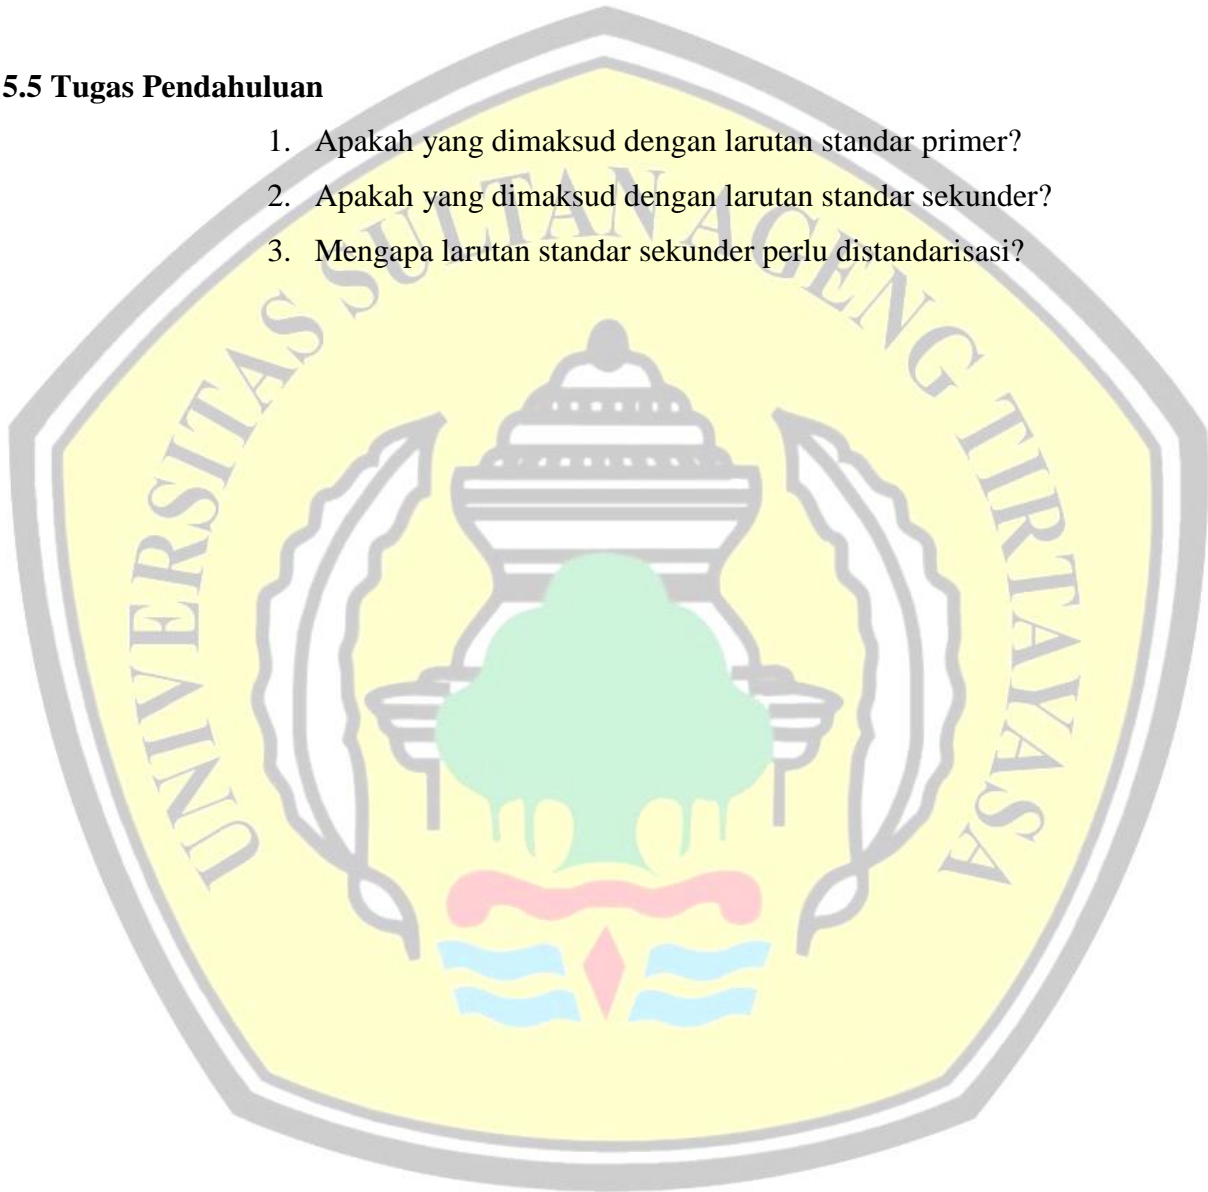 5.5 Tugas Pendahuluan
1. Apakah yang dimaksud dengan larutan standar primer?
2. Apakah yang dimaksud dengan larutan standar sekunder?
3. Mengapa larutan standar sekunder perlu distandarisasi?
UNIVERSITAS SULTAN AGENG TIRTAYASA